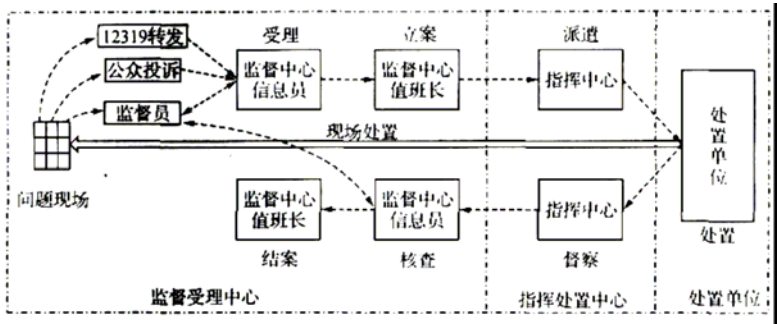 12319转发
公众投诉
监督员
问题现场
受理
监督中心
信息员
立案
监督中心
值班长
派遣
指挥中心
现场处置
处置单位
处置
监督中心
值班长
结案
监督中心
信息员
核查
指挥中心
督察
监督受理中心
指挥处置中心
处置单位